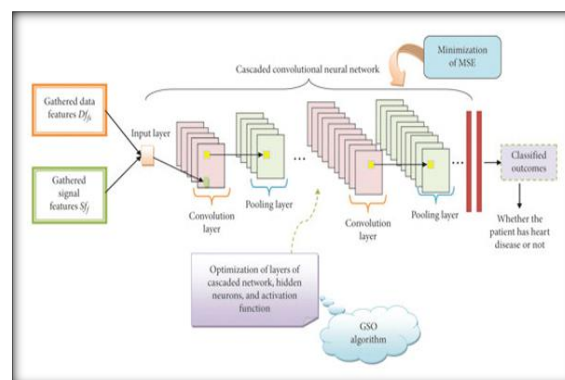 Minimization
of MSE
Cascaded convolutional neural network
Gathered data
features Dfₕ
Input layer
Gathered
signal
features Sfⱼ
Convolution
layer
Pooling layer
...
Convolution
layer
Pooling layer
...
Classified
outcomes
Whether the
patient has heart
disease or not
Optimization of layers of
cascaded network, hidden
neurons, and activation
function
GSO
algorithm